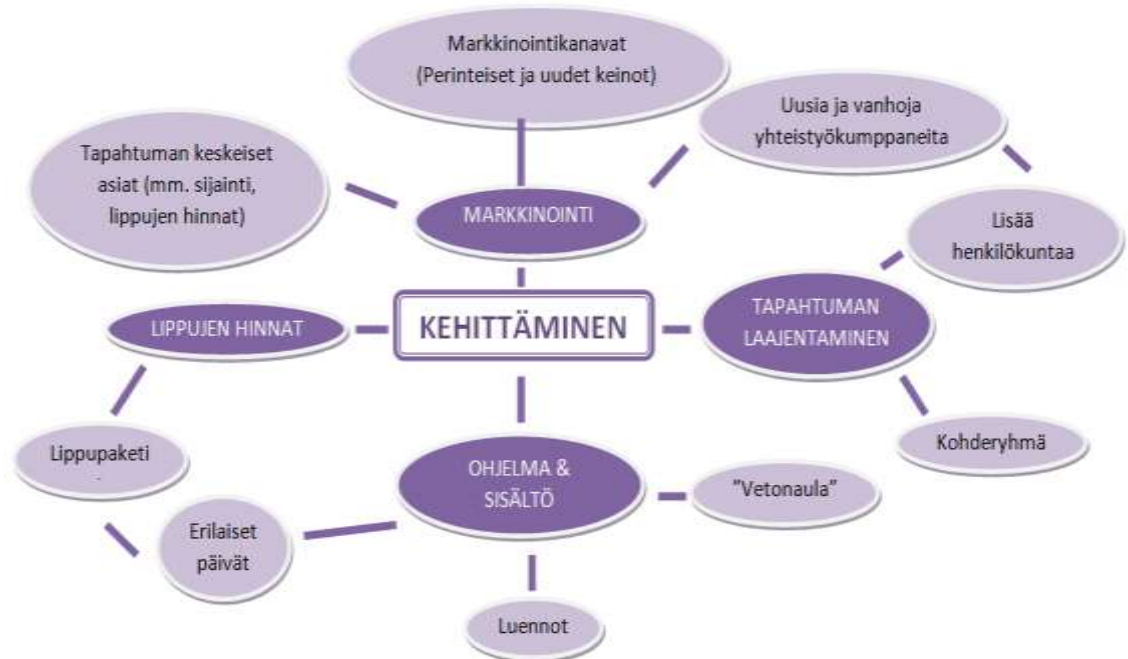 Markkinointikanavat
(Perinteiset ja uudet keinot)
Uusia ja vanhoja
yhteistyökumppaneita
Tapahtuman keskeiset
asiat (mm. sijainti,
lippujen hinnat)
MARKKINOINTI
Lisää
henkilökuntaa
LIPPUJEN HINNAT
KEHITTÄMINEN
TAPAHTUMAN
LAAJENTAMINEN
Lippupaketi
OHJELMA &
SISÄLTÖ
Kohderyhmä
"Vetonaula"
Erilaiset
päivät
Luennot